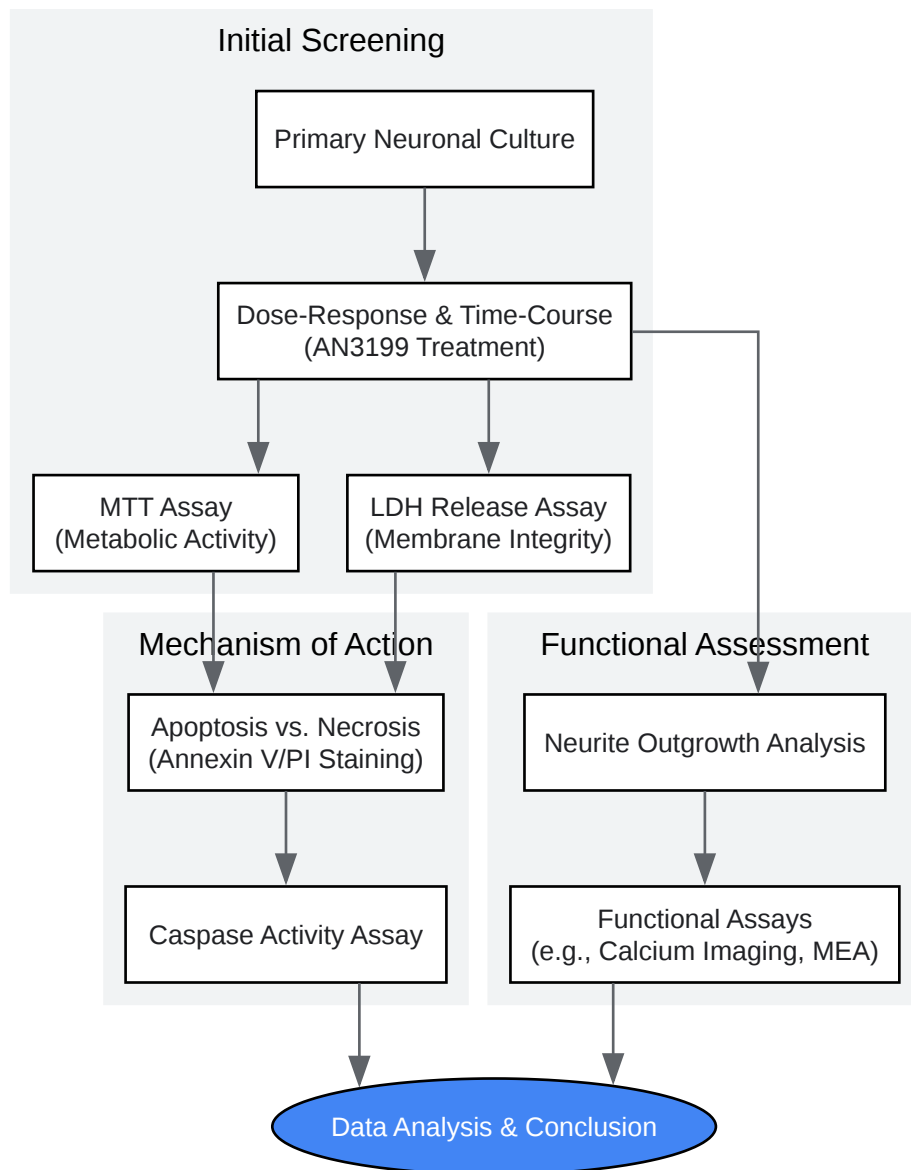 Initial Screening
Primary Neuronal Culture
Dose-Response & Time-Course
(AN3199 Treatment)
MTT Assay
(Metabolic Activity)
LDH Release Assay
(Membrane Integrity)
Mechanism of Action
Apoptosis vs. Necrosis
(Annexin V/PI Staining)
Caspase Activity Assay
Functional Assessment
Neurite Outgrowth Analysis
Functional Assays
(e.g., Calcium Imaging, MEA)
Data Analysis & Conclusion